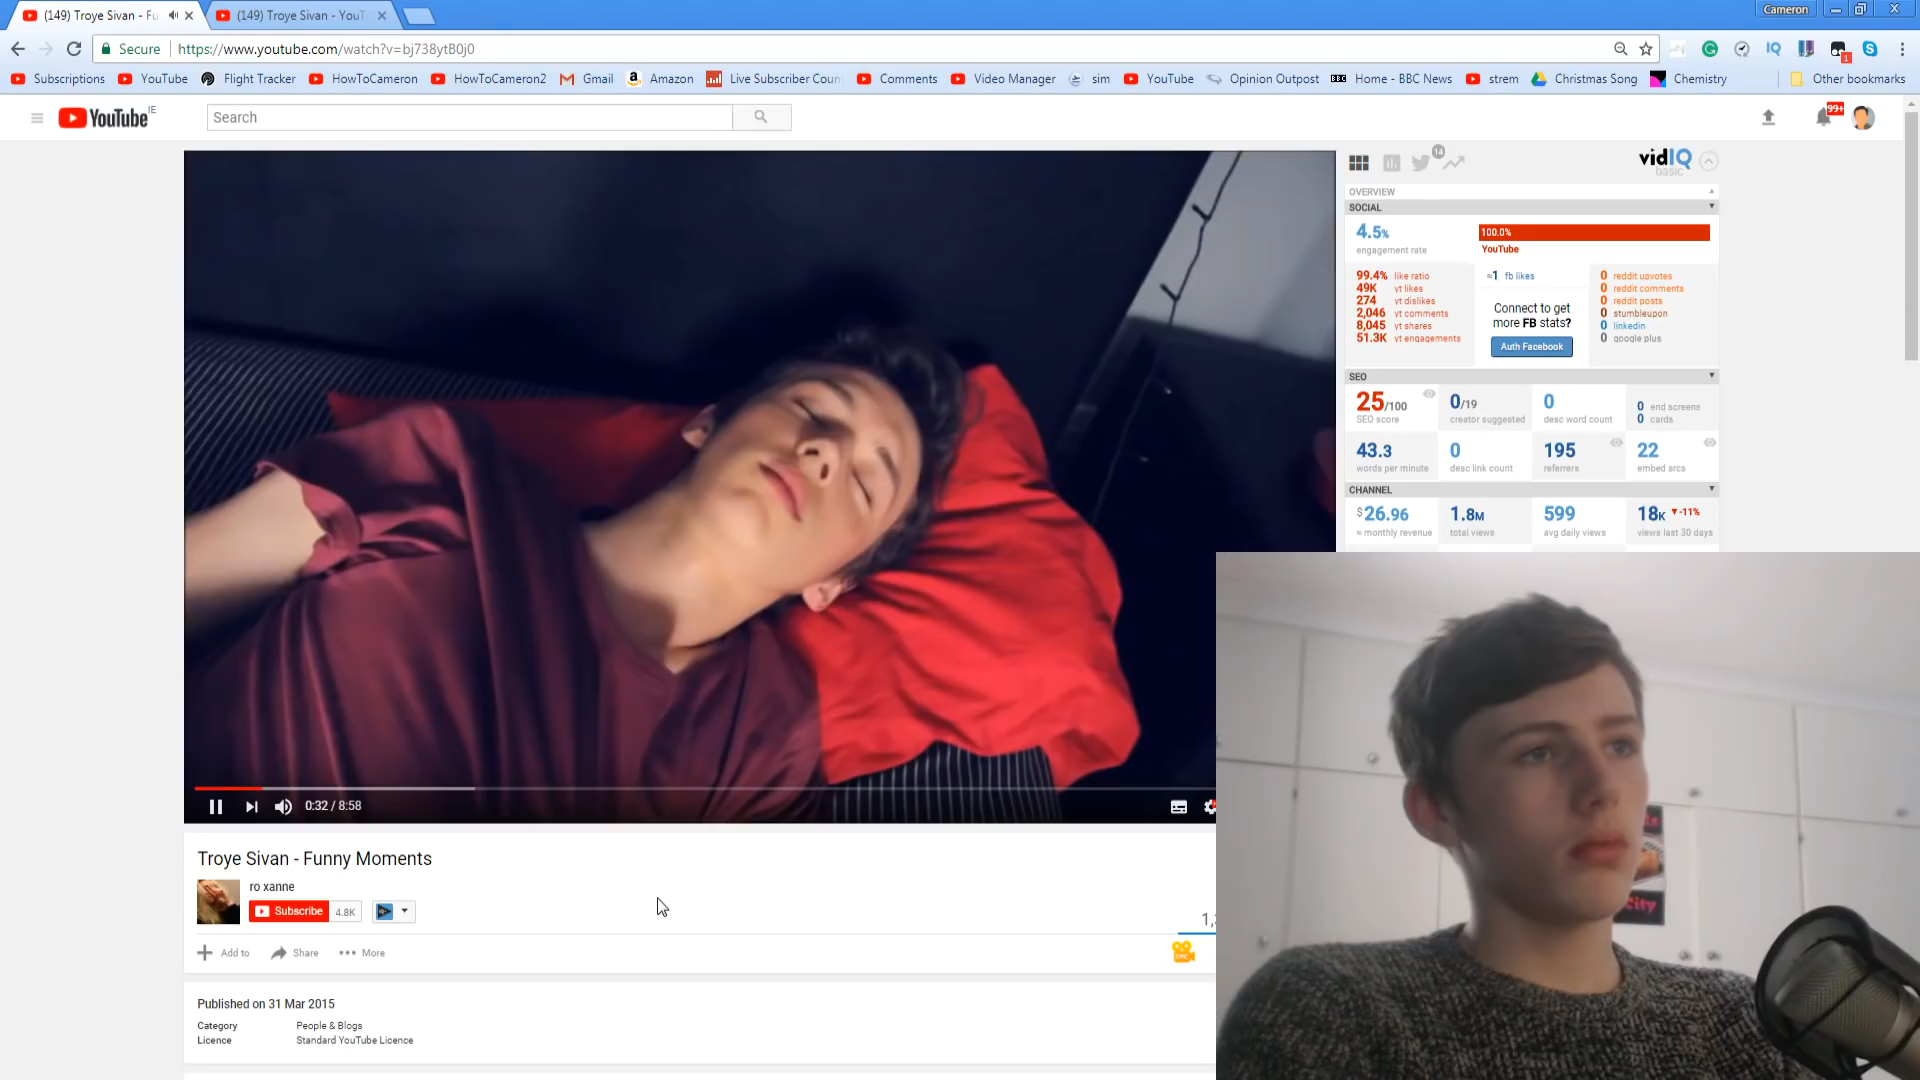 (149) Troye Sivan - Fu
(149) Troye Sivan - YouT
Cameron
Secure
https://www.youtube.com/watch?v=bj738ytB0j0
IQ
1
Subscriptions
YouTube
Flight Tracker
HowToCameron
HowToCameron2
Gmail
Amazon
Live Subscriber Coun
Comments
Video Manager
sim
YouTube
Opinion Outpost
BBC
Home - BBC News
strem
Christmas Song
Chemistry
Other bookmarks
YouTube IE
Search
99+
14
vidIQ
basic
OVERVIEW
SOCIAL
4.5%
engagement rate
100.0%
YouTube
99.4% like ratio
49K yt likes
274 yt dislikes
2,046 yt comments
8,045 yt shares
51.3K yt engagements
≈1 fb likes
Connect to get
more FB stats?
Auth Facebook
0 reddit upvotes
0 reddit comments
0 reddit posts
0 stumbleupon
0 linkedin
0 google plus
SEO
25/100
SEO score
0/19
creator suggested
0
desc word count
0 end screens
0 cards
43.3
words per minute
0
desc link count
195
referrers
22
embed srcs
CHANNEL
$26.96
≈ monthly revenue
1.8M
total views
599
avg daily views
18K ▼-11%
views last 30 days
0:32 / 8:58
Troye Sivan - Funny Moments
ro xanne
Subscribe
4.8K
1,
Add to
Share
More
Published on 31 Mar 2015
Category
People & Blogs
Licence
Standard YouTube Licence
City